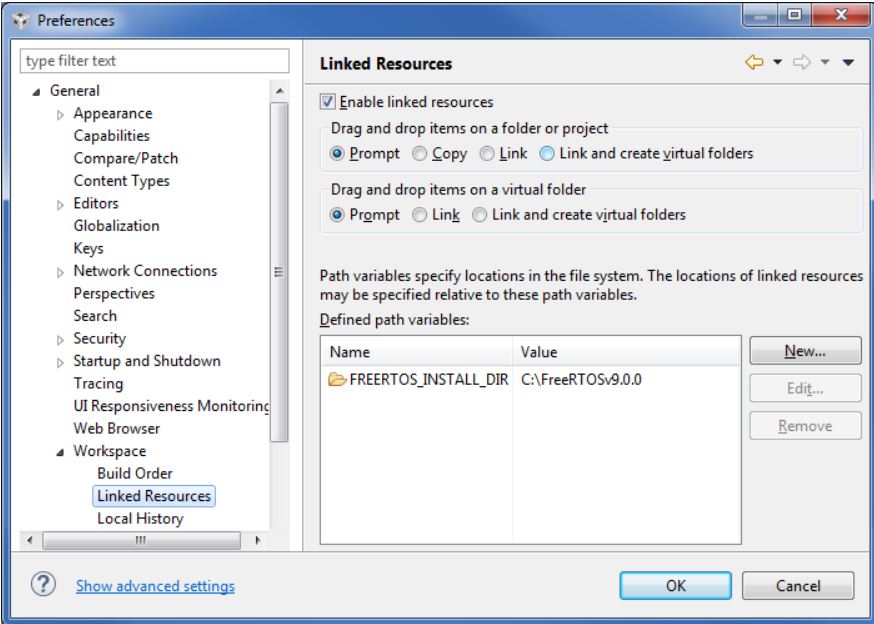 Preferences
type filter text
General
Appearance
Capabilities
Compare/Patch
Content Types
Editors
Globalization
Keys
Network Connections
Perspectives
Search
Security
Startup and Shutdown
Tracing
UI Responsiveness Monitoring
Web Browser
Workspace
Build Order
Linked Resources
Local History
Linked Resources
Enable linked resources
Drag and drop items on a folder or project
Prompt Copy Link Link and create virtual folders
Drag and drop items on a virtual folder
Prompt Link Link and create virtual folders
Path variables specify locations in the file system. The locations of linked resources
may be specified relative to these path variables.
Defined path variables:
Name Value
FREERTOS_INSTALL_DIR C:\FreeRTOSv9.0.0
New...
Edit...
Remove
? Show advanced settings
OK Cancel